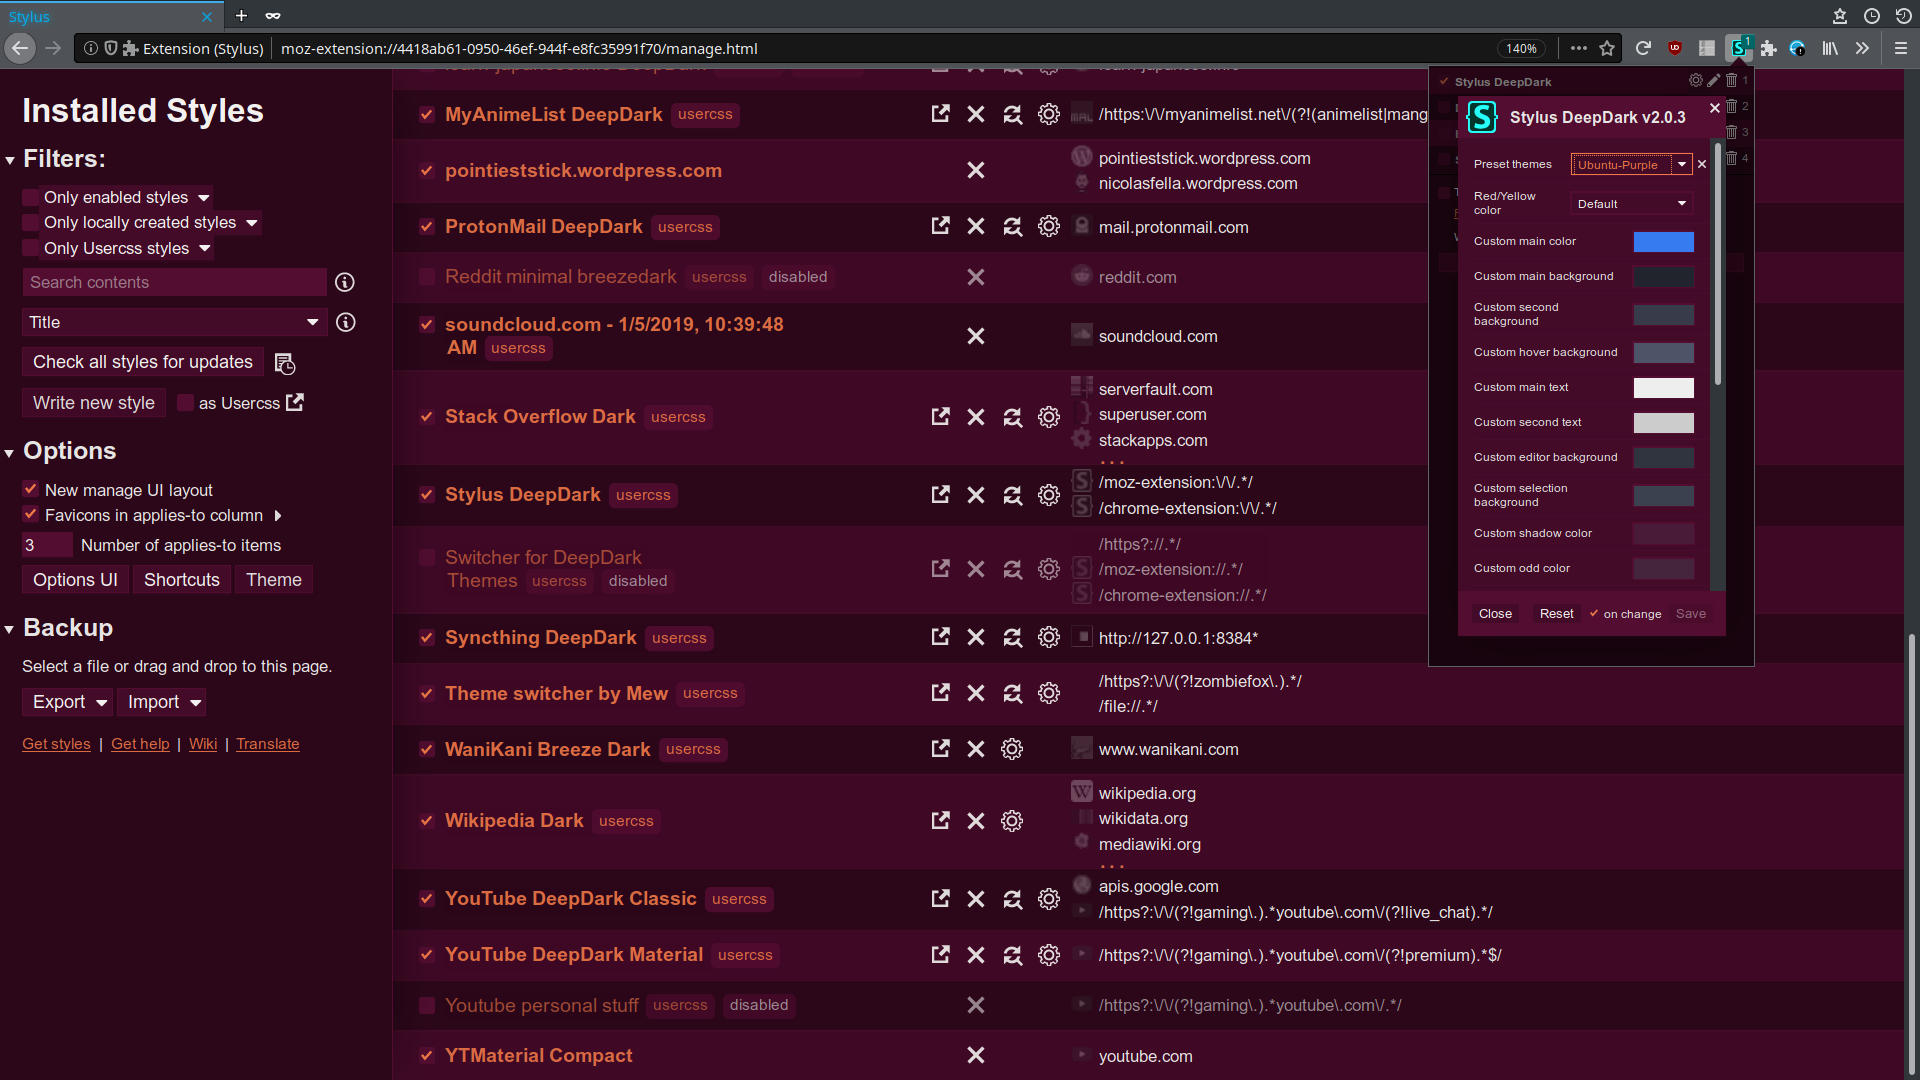 Stylus
Extension (Stylus)
moz-extension://4418ab61-0950-46ef-944f-e8fc35991f70/manage.html
140%
1
Installed Styles
Filters:
Only enabled styles
Only locally created styles
Only Usercss styles
Search contents
Title
Check all styles for updates
Write new style
as Usercss
Options
New manage UI layout
Favicons in applies-to column
3 Number of applies-to items
Options UI
Shortcuts
Theme
Backup
Select a file or drag and drop to this page.
Export
Import
Get styles | Get help | Wiki | Translate
MyAnimeList DeepDark usercss
/https:\/\/myanimelist.net\/(?!(animelist|mang
pointieststick.wordpress.com
pointieststick.wordpress.com
nicolasfella.wordpress.com
ProtonMail DeepDark usercss
mail.protonmail.com
Reddit minimal breezedark usercss disabled
reddit.com
soundcloud.com - 1/5/2019, 10:39:48
AM usercss
soundcloud.com
Stack Overflow Dark usercss
serverfault.com
superuser.com
stackapps.com
...
Stylus DeepDark usercss
/moz-extension:\/\/.*/
/chrome-extension:\/\/.*/
Switcher for DeepDark
Themes usercss disabled
/https?://.*/
/moz-extension://.*/
/chrome-extension://.*/
Syncthing DeepDark usercss
http://127.0.0.1:8384*
Theme switcher by Mew usercss
/https?:\/\/(?!zombiefox\.).*/
/file://.*/
WaniKani Breeze Dark usercss
www.wanikani.com
Wikipedia Dark usercss
wikipedia.org
wikidata.org
mediawiki.org
...
YouTube DeepDark Classic usercss
apis.google.com
/https?:\/\/(?!gaming\.).*youtube\.com\/(?!live_chat).*/
YouTube DeepDark Material usercss
/https?:\/\/(?!gaming\.).*youtube\.com\/(?!premium).*$/
Youtube personal stuff usercss disabled
/https?:\/\/(?!gaming\.).*youtube\.com\/.*/
YTMaterial Compact
youtube.com
Stylus DeepDark
1
2
3
4
Stylus DeepDark v2.0.3
Preset themes
Ubuntu-Purple
Red/Yellow
color
Default
Custom main color
Custom main background
Custom second
background
Custom hover background
Custom main text
Custom second text
Custom editor background
Custom selection
background
Custom shadow color
Custom odd color
Close
Reset
on change
Save